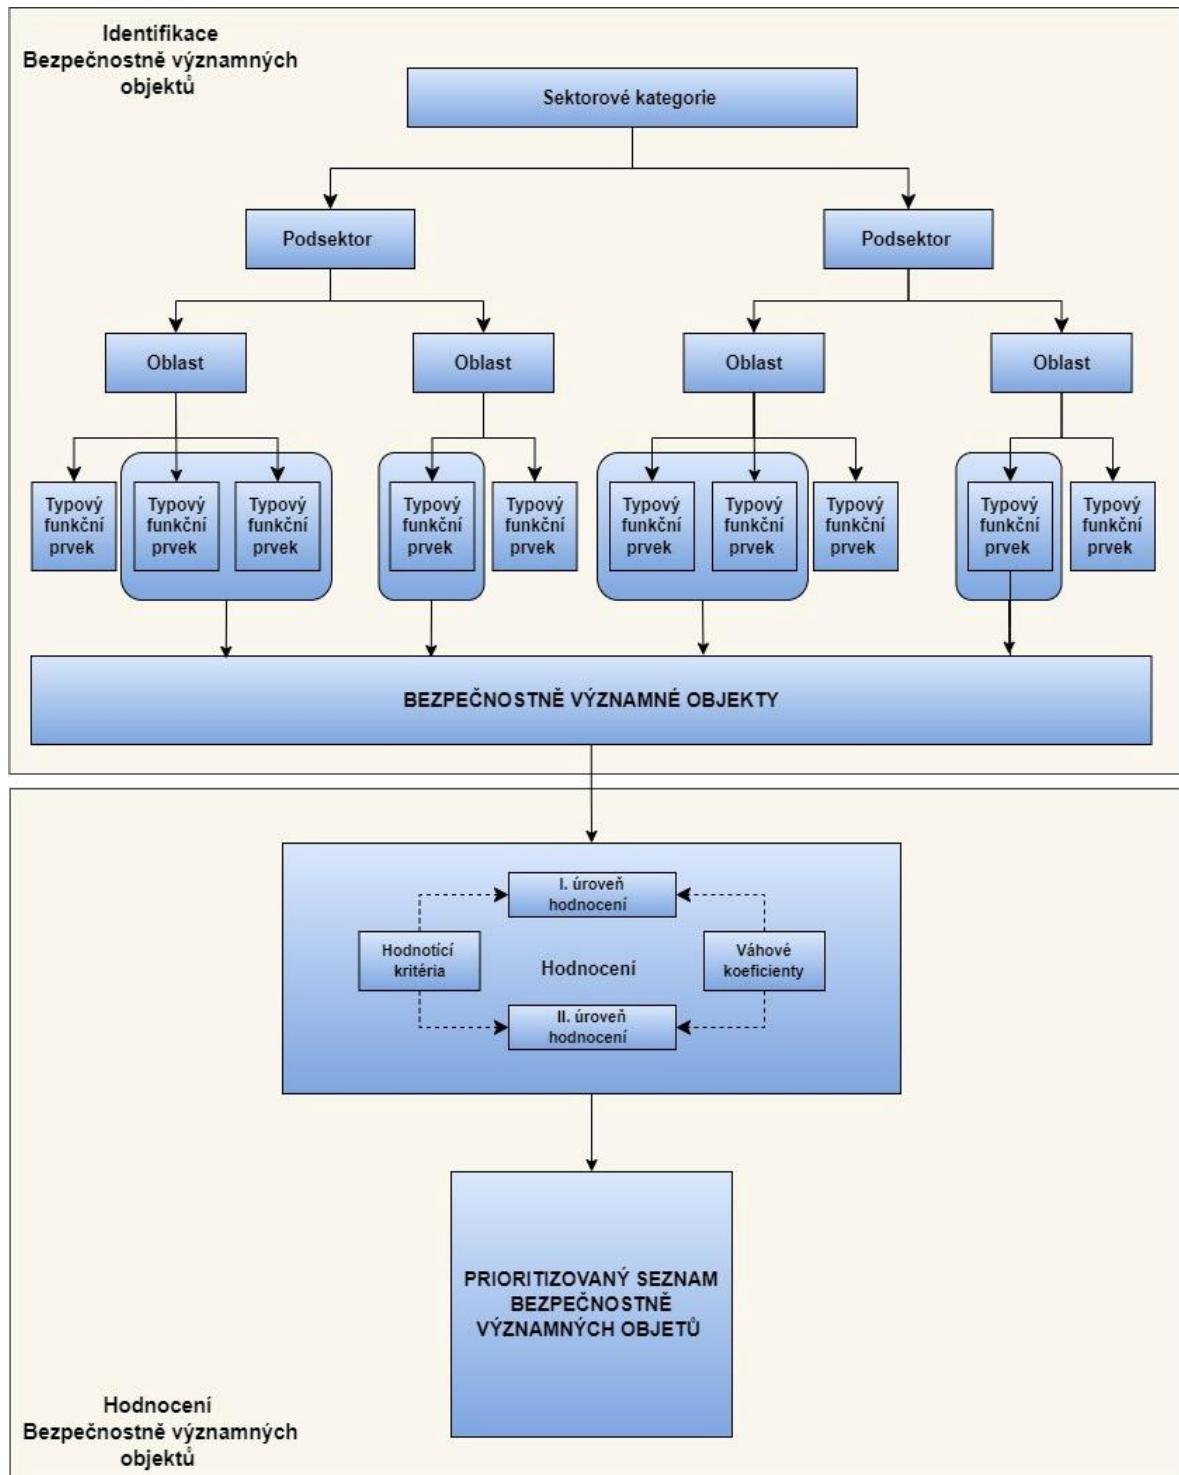 Identifikace
Bezpečnostně významných
objektů
Sektorové kategorie
Podsektor
Podsektor
Oblast
Oblast
Oblast
Oblast
Typový
funkční
prvek
Typový
funkční
prvek
Typový
funkční
prvek
Typový
funkční
prvek
Typový
funkční
prvek
Typový
funkční
prvek
Typový
funkční
prvek
Typový
funkční
prvek
Typový
funkční
prvek
Typový
funkční
prvek
BEZPEČNOSTNĚ VÝZNAMNÉ OBJEKTY
I. úroveň
hodnocení
Hodnotící
kritéria
Hodnocení
Váhové
koeficienty
II. úroveň
hodnocení
PRIORITIZOVANÝ SEZNAM
BEZPEČNOSTNĚ
VÝZNAMNÝCH OBJETŮ
Hodnocení
Bezpečnostně významných
objektů